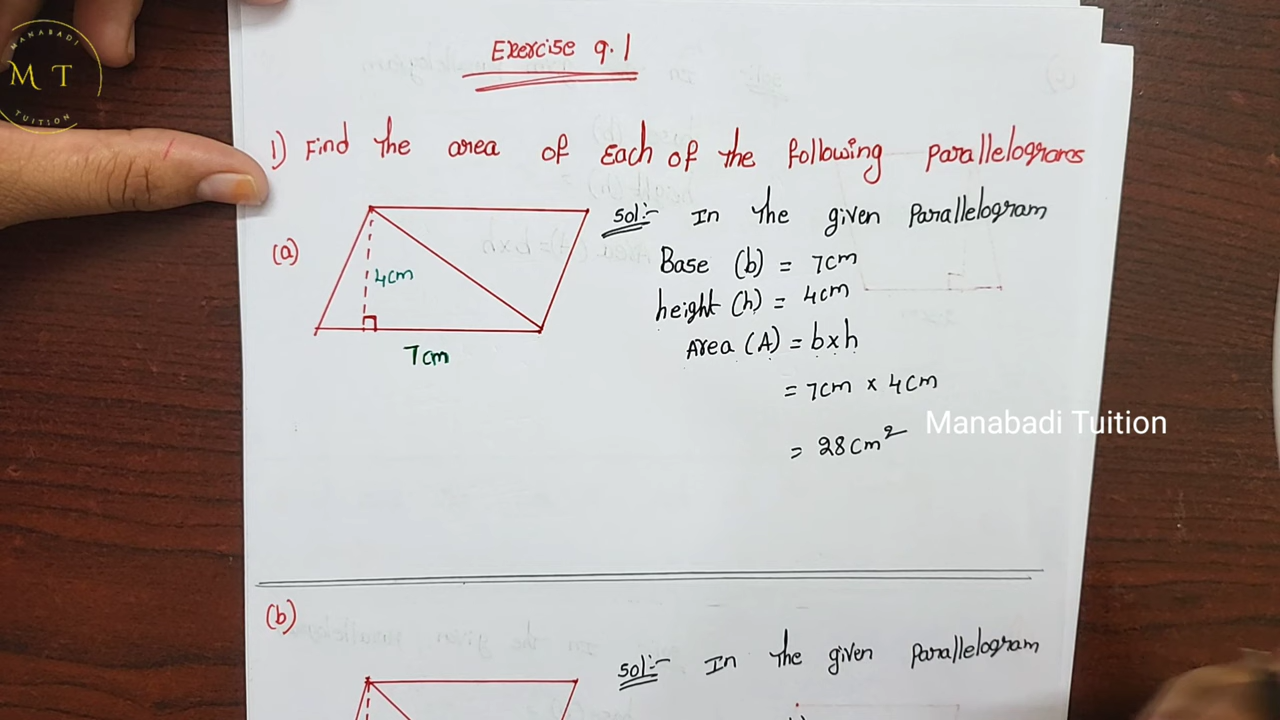 MANABADI
M T
TUITION
Exercise 9.1
1) Find the area of Each of the following Parallelograms
(a)
4cm
7cm
Sol:- In the given Parallelogram
Base (b) = 7cm
height (h) = 4cm
Area (A) = b×h
= 7cm × 4cm
= 28cm²
Manabadi Tuition
(b)
Sol:- In the given Parallelogram